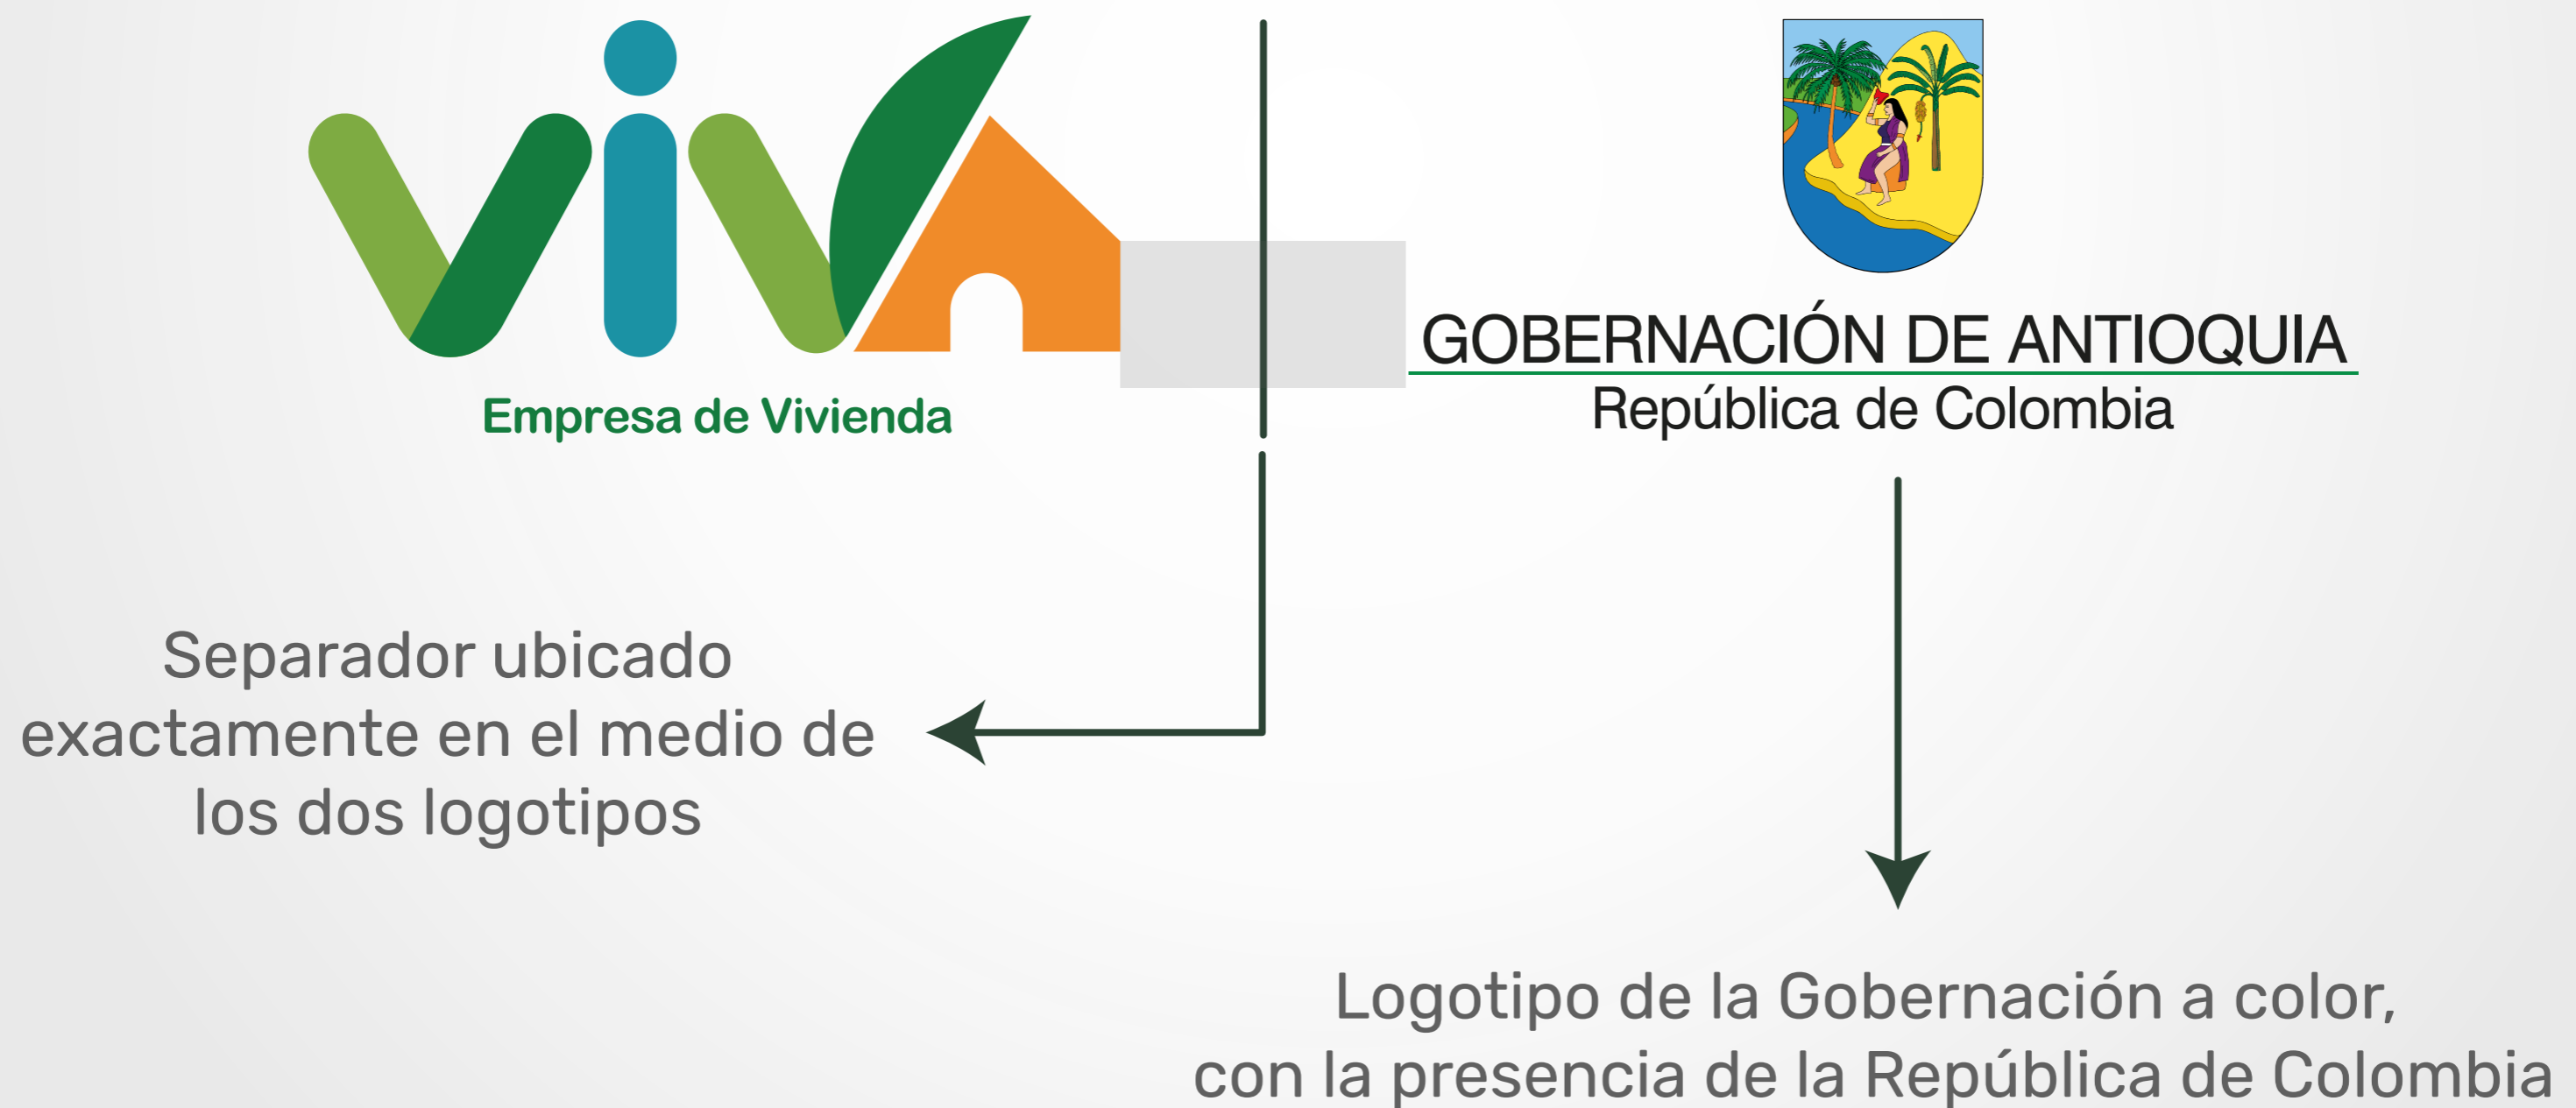 viva
Empresa de Vivienda
GOBERNACIÓN DE ANTIOQUIA
República de Colombia
Separador ubicado
exactamente en el medio de
los dos logotipos
Logotipo de la Gobernación a color,
con la presencia de la República de Colombia